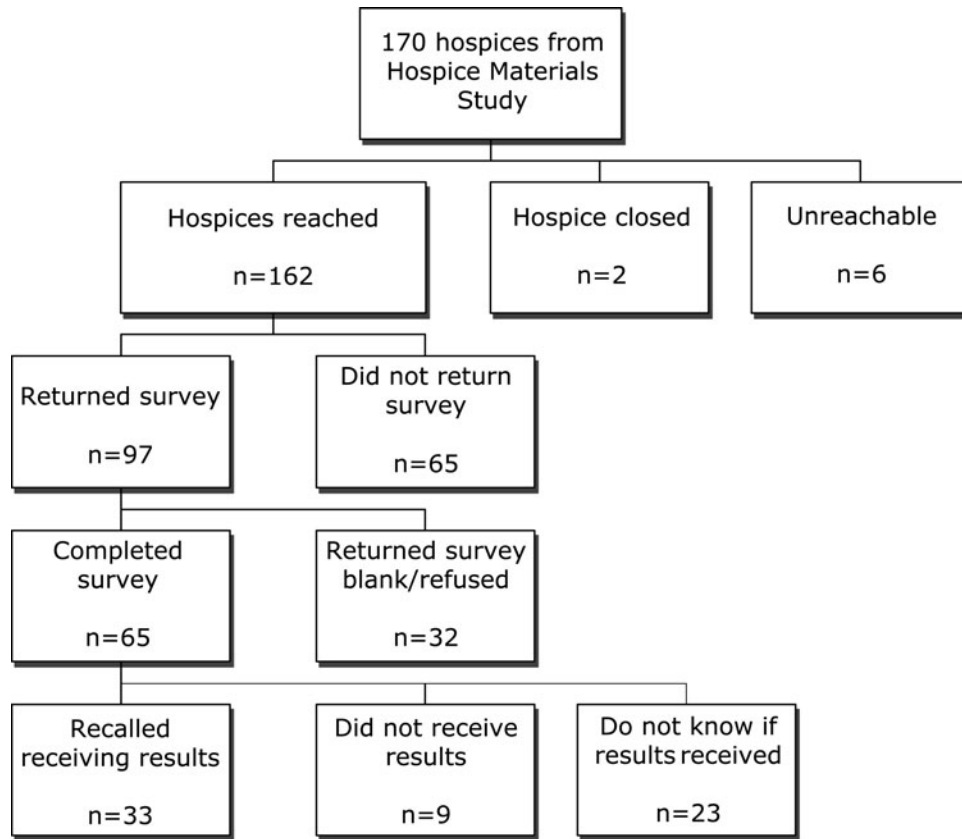 170 hospices from
Hospice Materials
Study
Hospices reached
n=162
Hospice closed
n=2
Unreachable
n=6
Returned survey
n=97
Did not return
survey
n=65
Completed
survey
n=65
Returned survey
blank/refused
n=32
Recalled
receiving results
n=33
Did not receive
results
n=9
Do not know if
results received
n=23